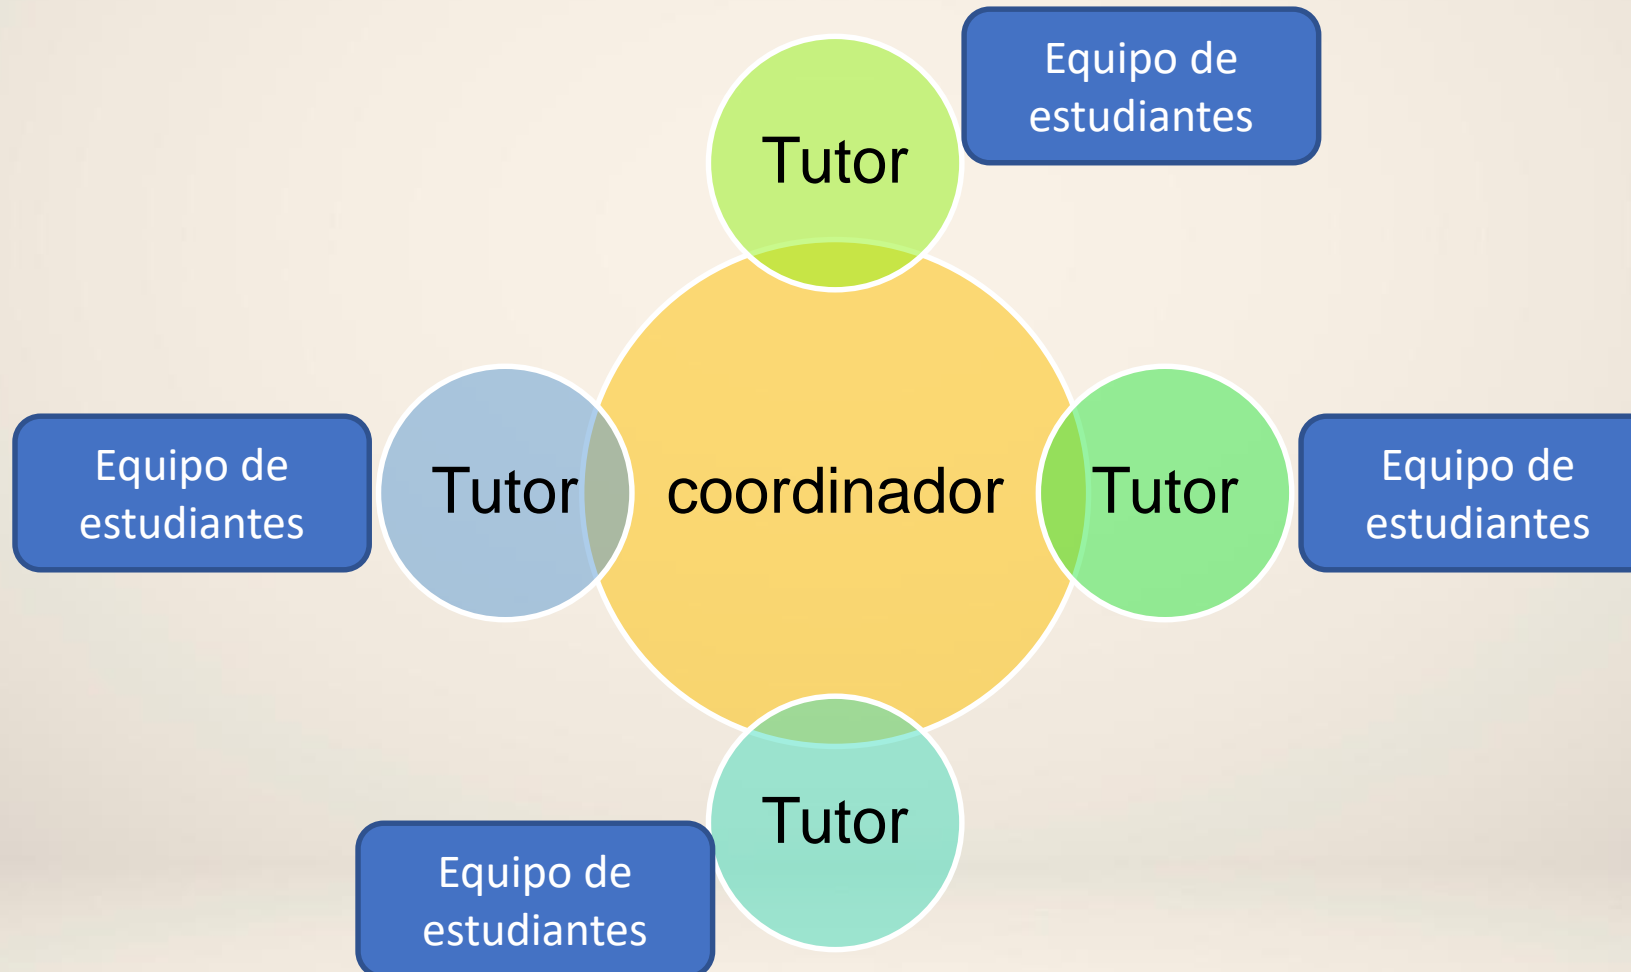 Equipo de
estudiantes
Tutor
Equipo de
estudiantes
Tutor
coordinador
Tutor
Equipo de
estudiantes
Tutor
Equipo de
estudiantes